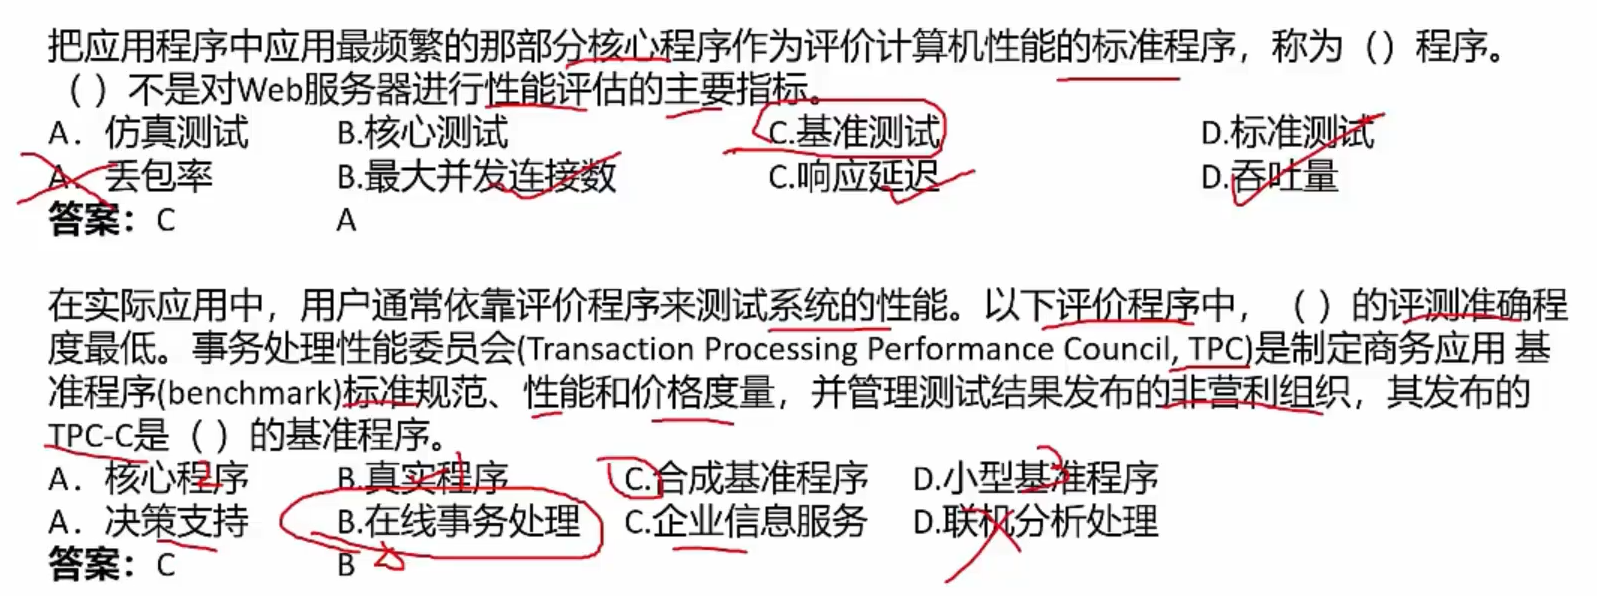 把应用程序中应用最频繁的那部分核心程序作为评价计算机性能的标准程序，称为（）程序。
（）不是对Web服务器进行性能评估的主要指标。
A．仿真测试 B.核心测试 C.基准测试 D.标准测试
A．丢包率 B.最大并发连接数 C.响应延迟 D.吞吐量
答案：C A
在实际应用中，用户通常依靠评价程序来测试系统的性能。以下评价程序中，（）的评测准确程
度最低。事务处理性能委员会(Transaction Processing Performance Council, TPC)是制定商务应用 基
准程序(benchmark)标准规范、性能和价格度量，并管理测试结果发布的非营利组织，其发布的
TPC-C是（）的基准程序。
A．核心程序 B.真实程序 C.合成基准程序 D.小型基准程序
A．决策支持 B.在线事务处理 C.企业信息服务 D.联机分析处理
答案：C B